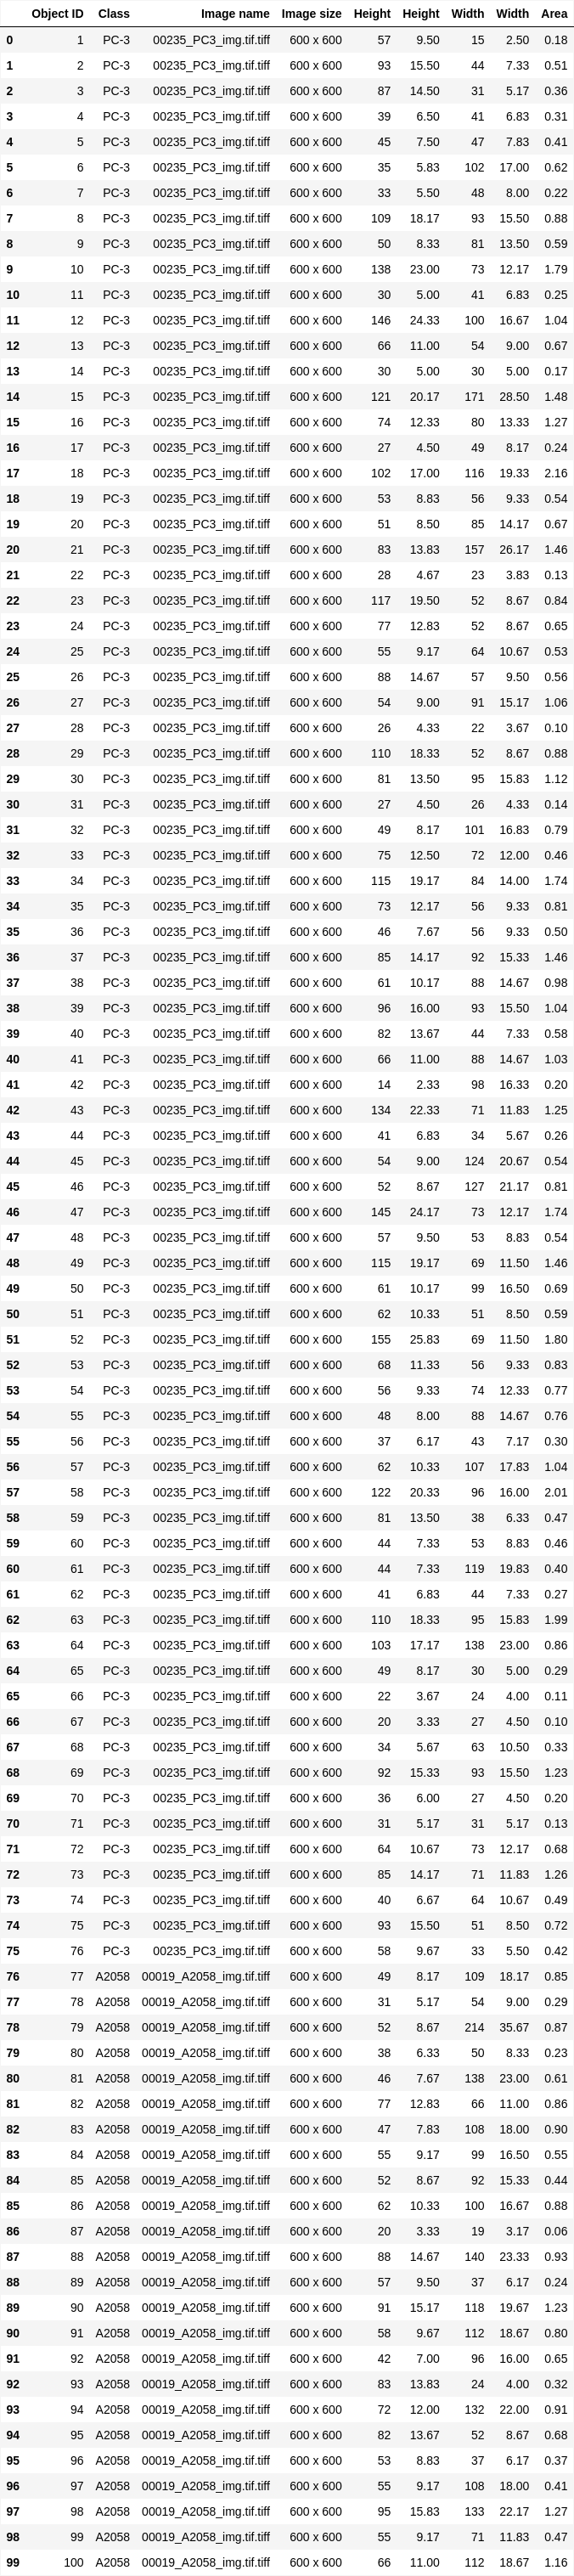 Object ID Class Image name Image size Height Height Width Width Area
0 1 PC-3 00235_PC3_img.tif.tiff 600 x 600 57 9.50 15 2.50 0.18
1 2 PC-3 00235_PC3_img.tif.tiff 600 x 600 93 15.50 44 7.33 0.51
2 3 PC-3 00235_PC3_img.tif.tiff 600 x 600 87 14.50 31 5.17 0.36
3 4 PC-3 00235_PC3_img.tif.tiff 600 x 600 39 6.50 41 6.83 0.31
4 5 PC-3 00235_PC3_img.tif.tiff 600 x 600 45 7.50 47 7.83 0.41
5 6 PC-3 00235_PC3_img.tif.tiff 600 x 600 35 5.83 102 17.00 0.62
6 7 PC-3 00235_PC3_img.tif.tiff 600 x 600 33 5.50 48 8.00 0.22
7 8 PC-3 00235_PC3_img.tif.tiff 600 x 600 109 18.17 93 15.50 0.88
8 9 PC-3 00235_PC3_img.tif.tiff 600 x 600 50 8.33 81 13.50 0.59
9 10 PC-3 00235_PC3_img.tif.tiff 600 x 600 138 23.00 73 12.17 1.79
10 11 PC-3 00235_PC3_img.tif.tiff 600 x 600 30 5.00 41 6.83 0.25
11 12 PC-3 00235_PC3_img.tif.tiff 600 x 600 146 24.33 100 16.67 1.04
12 13 PC-3 00235_PC3_img.tif.tiff 600 x 600 66 11.00 54 9.00 0.67
13 14 PC-3 00235_PC3_img.tif.tiff 600 x 600 30 5.00 30 5.00 0.17
14 15 PC-3 00235_PC3_img.tif.tiff 600 x 600 121 20.17 171 28.50 1.48
15 16 PC-3 00235_PC3_img.tif.tiff 600 x 600 74 12.33 80 13.33 1.27
16 17 PC-3 00235_PC3_img.tif.tiff 600 x 600 27 4.50 49 8.17 0.24
17 18 PC-3 00235_PC3_img.tif.tiff 600 x 600 102 17.00 116 19.33 2.16
18 19 PC-3 00235_PC3_img.tif.tiff 600 x 600 53 8.83 56 9.33 0.54
19 20 PC-3 00235_PC3_img.tif.tiff 600 x 600 51 8.50 85 14.17 0.67
20 21 PC-3 00235_PC3_img.tif.tiff 600 x 600 83 13.83 157 26.17 1.46
21 22 PC-3 00235_PC3_img.tif.tiff 600 x 600 28 4.67 23 3.83 0.13
22 23 PC-3 00235_PC3_img.tif.tiff 600 x 600 117 19.50 52 8.67 0.84
23 24 PC-3 00235_PC3_img.tif.tiff 600 x 600 77 12.83 52 8.67 0.65
24 25 PC-3 00235_PC3_img.tif.tiff 600 x 600 55 9.17 64 10.67 0.53
25 26 PC-3 00235_PC3_img.tif.tiff 600 x 600 88 14.67 57 9.50 0.56
26 27 PC-3 00235_PC3_img.tif.tiff 600 x 600 54 9.00 91 15.17 1.06
27 28 PC-3 00235_PC3_img.tif.tiff 600 x 600 26 4.33 22 3.67 0.10
28 29 PC-3 00235_PC3_img.tif.tiff 600 x 600 110 18.33 52 8.67 0.88
29 30 PC-3 00235_PC3_img.tif.tiff 600 x 600 81 13.50 95 15.83 1.12
30 31 PC-3 00235_PC3_img.tif.tiff 600 x 600 27 4.50 26 4.33 0.14
31 32 PC-3 00235_PC3_img.tif.tiff 600 x 600 49 8.17 101 16.83 0.79
32 33 PC-3 00235_PC3_img.tif.tiff 600 x 600 75 12.50 72 12.00 0.46
33 34 PC-3 00235_PC3_img.tif.tiff 600 x 600 115 19.17 84 14.00 1.74
34 35 PC-3 00235_PC3_img.tif.tiff 600 x 600 73 12.17 56 9.33 0.81
35 36 PC-3 00235_PC3_img.tif.tiff 600 x 600 46 7.67 56 9.33 0.50
36 37 PC-3 00235_PC3_img.tif.tiff 600 x 600 85 14.17 92 15.33 1.46
37 38 PC-3 00235_PC3_img.tif.tiff 600 x 600 61 10.17 88 14.67 0.98
38 39 PC-3 00235_PC3_img.tif.tiff 600 x 600 96 16.00 93 15.50 1.04
39 40 PC-3 00235_PC3_img.tif.tiff 600 x 600 82 13.67 44 7.33 0.58
40 41 PC-3 00235_PC3_img.tif.tiff 600 x 600 66 11.00 88 14.67 1.03
41 42 PC-3 00235_PC3_img.tif.tiff 600 x 600 14 2.33 98 16.33 0.20
42 43 PC-3 00235_PC3_img.tif.tiff 600 x 600 134 22.33 71 11.83 1.25
43 44 PC-3 00235_PC3_img.tif.tiff 600 x 600 41 6.83 34 5.67 0.26
44 45 PC-3 00235_PC3_img.tif.tiff 600 x 600 54 9.00 124 20.67 0.54
45 46 PC-3 00235_PC3_img.tif.tiff 600 x 600 52 8.67 127 21.17 0.81
46 47 PC-3 00235_PC3_img.tif.tiff 600 x 600 145 24.17 73 12.17 1.74
47 48 PC-3 00235_PC3_img.tif.tiff 600 x 600 57 9.50 53 8.83 0.54
48 49 PC-3 00235_PC3_img.tif.tiff 600 x 600 115 19.17 69 11.50 1.46
49 50 PC-3 00235_PC3_img.tif.tiff 600 x 600 61 10.17 99 16.50 0.69
50 51 PC-3 00235_PC3_img.tif.tiff 600 x 600 62 10.33 51 8.50 0.59
51 52 PC-3 00235_PC3_img.tif.tiff 600 x 600 155 25.83 69 11.50 1.80
52 53 PC-3 00235_PC3_img.tif.tiff 600 x 600 68 11.33 56 9.33 0.83
53 54 PC-3 00235_PC3_img.tif.tiff 600 x 600 56 9.33 74 12.33 0.77
54 55 PC-3 00235_PC3_img.tif.tiff 600 x 600 48 8.00 88 14.67 0.76
55 56 PC-3 00235_PC3_img.tif.tiff 600 x 600 37 6.17 43 7.17 0.30
56 57 PC-3 00235_PC3_img.tif.tiff 600 x 600 62 10.33 107 17.83 1.04
57 58 PC-3 00235_PC3_img.tif.tiff 600 x 600 122 20.33 96 16.00 2.01
58 59 PC-3 00235_PC3_img.tif.tiff 600 x 600 81 13.50 38 6.33 0.47
59 60 PC-3 00235_PC3_img.tif.tiff 600 x 600 44 7.33 53 8.83 0.46
60 61 PC-3 00235_PC3_img.tif.tiff 600 x 600 44 7.33 119 19.83 0.40
61 62 PC-3 00235_PC3_img.tif.tiff 600 x 600 41 6.83 44 7.33 0.27
62 63 PC-3 00235_PC3_img.tif.tiff 600 x 600 110 18.33 95 15.83 1.99
63 64 PC-3 00235_PC3_img.tif.tiff 600 x 600 103 17.17 138 23.00 0.86
64 65 PC-3 00235_PC3_img.tif.tiff 600 x 600 49 8.17 30 5.00 0.29
65 66 PC-3 00235_PC3_img.tif.tiff 600 x 600 22 3.67 24 4.00 0.11
66 67 PC-3 00235_PC3_img.tif.tiff 600 x 600 20 3.33 27 4.50 0.10
67 68 PC-3 00235_PC3_img.tif.tiff 600 x 600 34 5.67 63 10.50 0.33
68 69 PC-3 00235_PC3_img.tif.tiff 600 x 600 92 15.33 93 15.50 1.23
69 70 PC-3 00235_PC3_img.tif.tiff 600 x 600 36 6.00 27 4.50 0.20
70 71 PC-3 00235_PC3_img.tif.tiff 600 x 600 31 5.17 31 5.17 0.13
71 72 PC-3 00235_PC3_img.tif.tiff 600 x 600 64 10.67 73 12.17 0.68
72 73 PC-3 00235_PC3_img.tif.tiff 600 x 600 85 14.17 71 11.83 1.26
73 74 PC-3 00235_PC3_img.tif.tiff 600 x 600 40 6.67 64 10.67 0.49
74 75 PC-3 00235_PC3_img.tif.tiff 600 x 600 93 15.50 51 8.50 0.72
75 76 PC-3 00235_PC3_img.tif.tiff 600 x 600 58 9.67 33 5.50 0.42
76 77 A2058 00019_A2058_img.tif.tiff 600 x 600 49 8.17 109 18.17 0.85
77 78 A2058 00019_A2058_img.tif.tiff 600 x 600 31 5.17 54 9.00 0.29
78 79 A2058 00019_A2058_img.tif.tiff 600 x 600 52 8.67 214 35.67 0.87
79 80 A2058 00019_A2058_img.tif.tiff 600 x 600 38 6.33 50 8.33 0.23
80 81 A2058 00019_A2058_img.tif.tiff 600 x 600 46 7.67 138 23.00 0.61
81 82 A2058 00019_A2058_img.tif.tiff 600 x 600 77 12.83 66 11.00 0.86
82 83 A2058 00019_A2058_img.tif.tiff 600 x 600 47 7.83 108 18.00 0.90
83 84 A2058 00019_A2058_img.tif.tiff 600 x 600 55 9.17 99 16.50 0.55
84 85 A2058 00019_A2058_img.tif.tiff 600 x 600 52 8.67 92 15.33 0.44
85 86 A2058 00019_A2058_img.tif.tiff 600 x 600 62 10.33 100 16.67 0.88
86 87 A2058 00019_A2058_img.tif.tiff 600 x 600 20 3.33 19 3.17 0.06
87 88 A2058 00019_A2058_img.tif.tiff 600 x 600 88 14.67 140 23.33 0.93
88 89 A2058 00019_A2058_img.tif.tiff 600 x 600 57 9.50 37 6.17 0.24
89 90 A2058 00019_A2058_img.tif.tiff 600 x 600 91 15.17 118 19.67 1.23
90 91 A2058 00019_A2058_img.tif.tiff 600 x 600 58 9.67 112 18.67 0.80
91 92 A2058 00019_A2058_img.tif.tiff 600 x 600 42 7.00 96 16.00 0.65
92 93 A2058 00019_A2058_img.tif.tiff 600 x 600 83 13.83 24 4.00 0.32
93 94 A2058 00019_A2058_img.tif.tiff 600 x 600 72 12.00 132 22.00 0.91
94 95 A2058 00019_A2058_img.tif.tiff 600 x 600 82 13.67 52 8.67 0.68
95 96 A2058 00019_A2058_img.tif.tiff 600 x 600 53 8.83 37 6.17 0.37
96 97 A2058 00019_A2058_img.tif.tiff 600 x 600 55 9.17 108 18.00 0.41
97 98 A2058 00019_A2058_img.tif.tiff 600 x 600 95 15.83 133 22.17 1.27
98 99 A2058 00019_A2058_img.tif.tiff 600 x 600 55 9.17 71 11.83 0.47
99 100 A2058 00019_A2058_img.tif.tiff 600 x 600 66 11.00 112 18.67 1.16